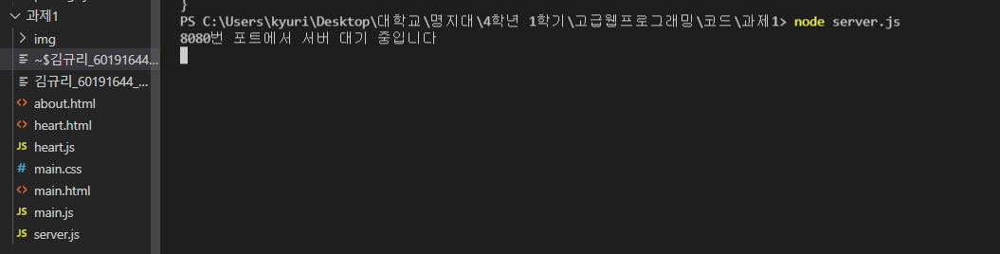 과제1
img
~$김규리_60191644...
김규리_60191644_...
about.html
heart.html
JS heart.js
# main.css
main.html
JS main.js
JS server.js
}
PS C:\Users\kyuri\Desktop\대학교\명지대\4학년 1학기\고급웹프로그래밍\코드\과제1> node server.js
8080번 포트에서 서버 대기 중입니다